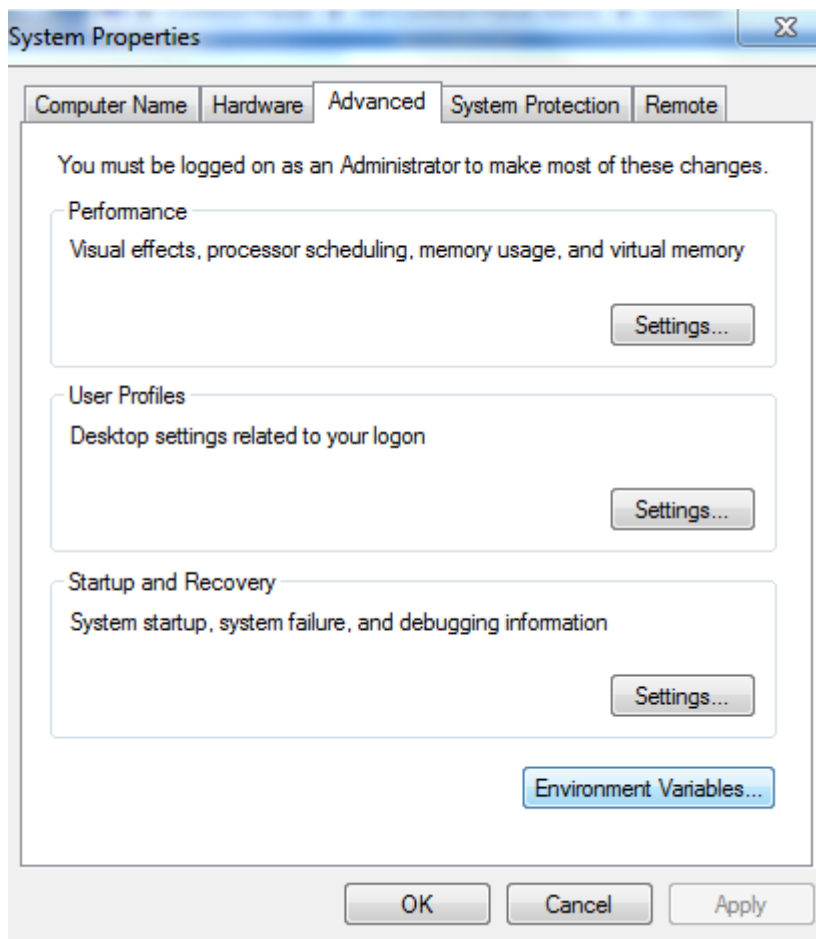 System Properties
Computer Name
Hardware
Advanced
System Protection
Remote
You must be logged on as an Administrator to make most of these changes.
Performance
Visual effects, processor scheduling, memory usage, and virtual memory
Settings...
User Profiles
Desktop settings related to your logon
Settings...
Startup and Recovery
System startup, system failure, and debugging information
Settings...
Environment Variables...
OK
Cancel
Apply